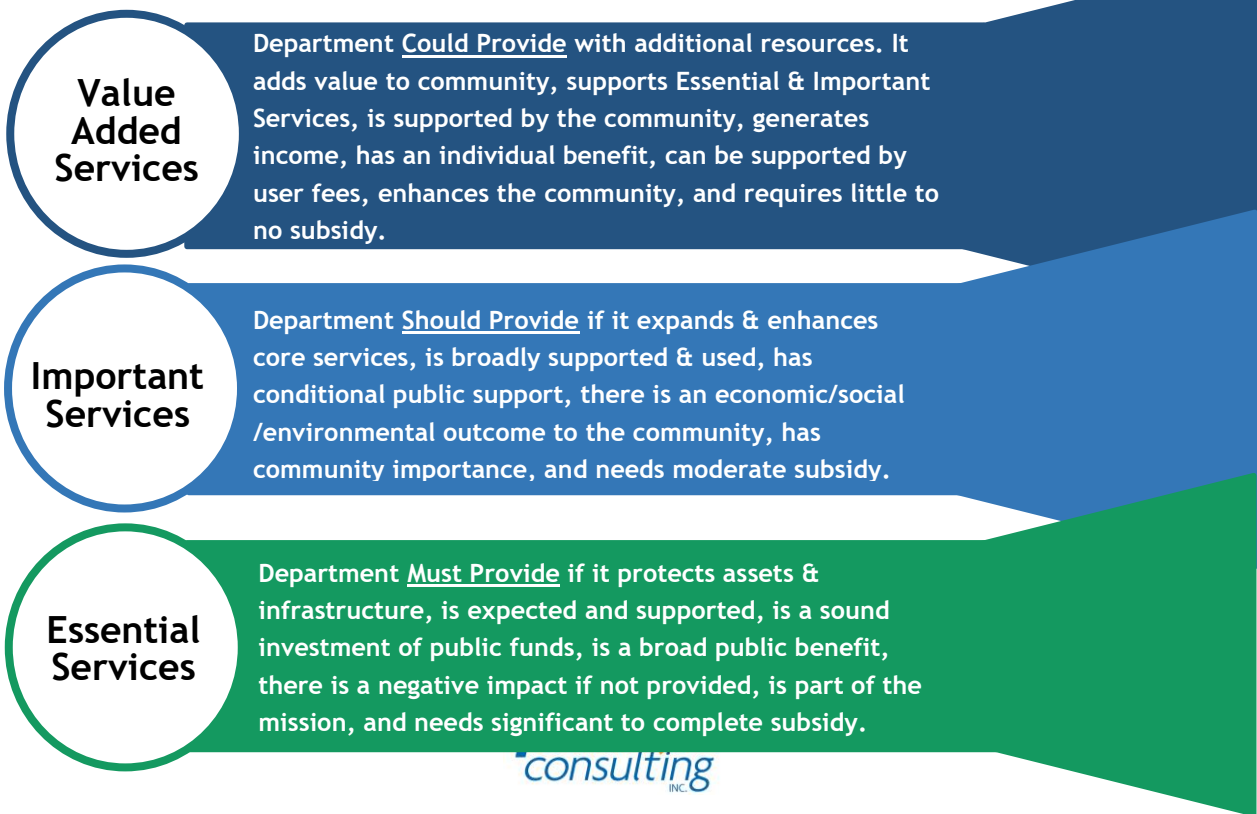 Value
Added
Services
Department Could Provide with additional resources. It
adds value to community, supports Essential & Important
Services, is supported by the community, generates
income, has an individual benefit, can be supported by
user fees, enhances the community, and requires little to
no subsidy.
Important
Services
Department Should Provide if it expands & enhances
core services, is broadly supported & used, has
conditional public support, there is an economic/social
/environmental outcome to the community, has
community importance, and needs moderate subsidy.
Essential
Services
Department Must Provide if it protects assets &
infrastructure, is expected and supported, is a sound
investment of public funds, is a broad public benefit,
there is a negative impact if not provided, is part of the
mission, and needs significant to complete subsidy.
consulting
INC.